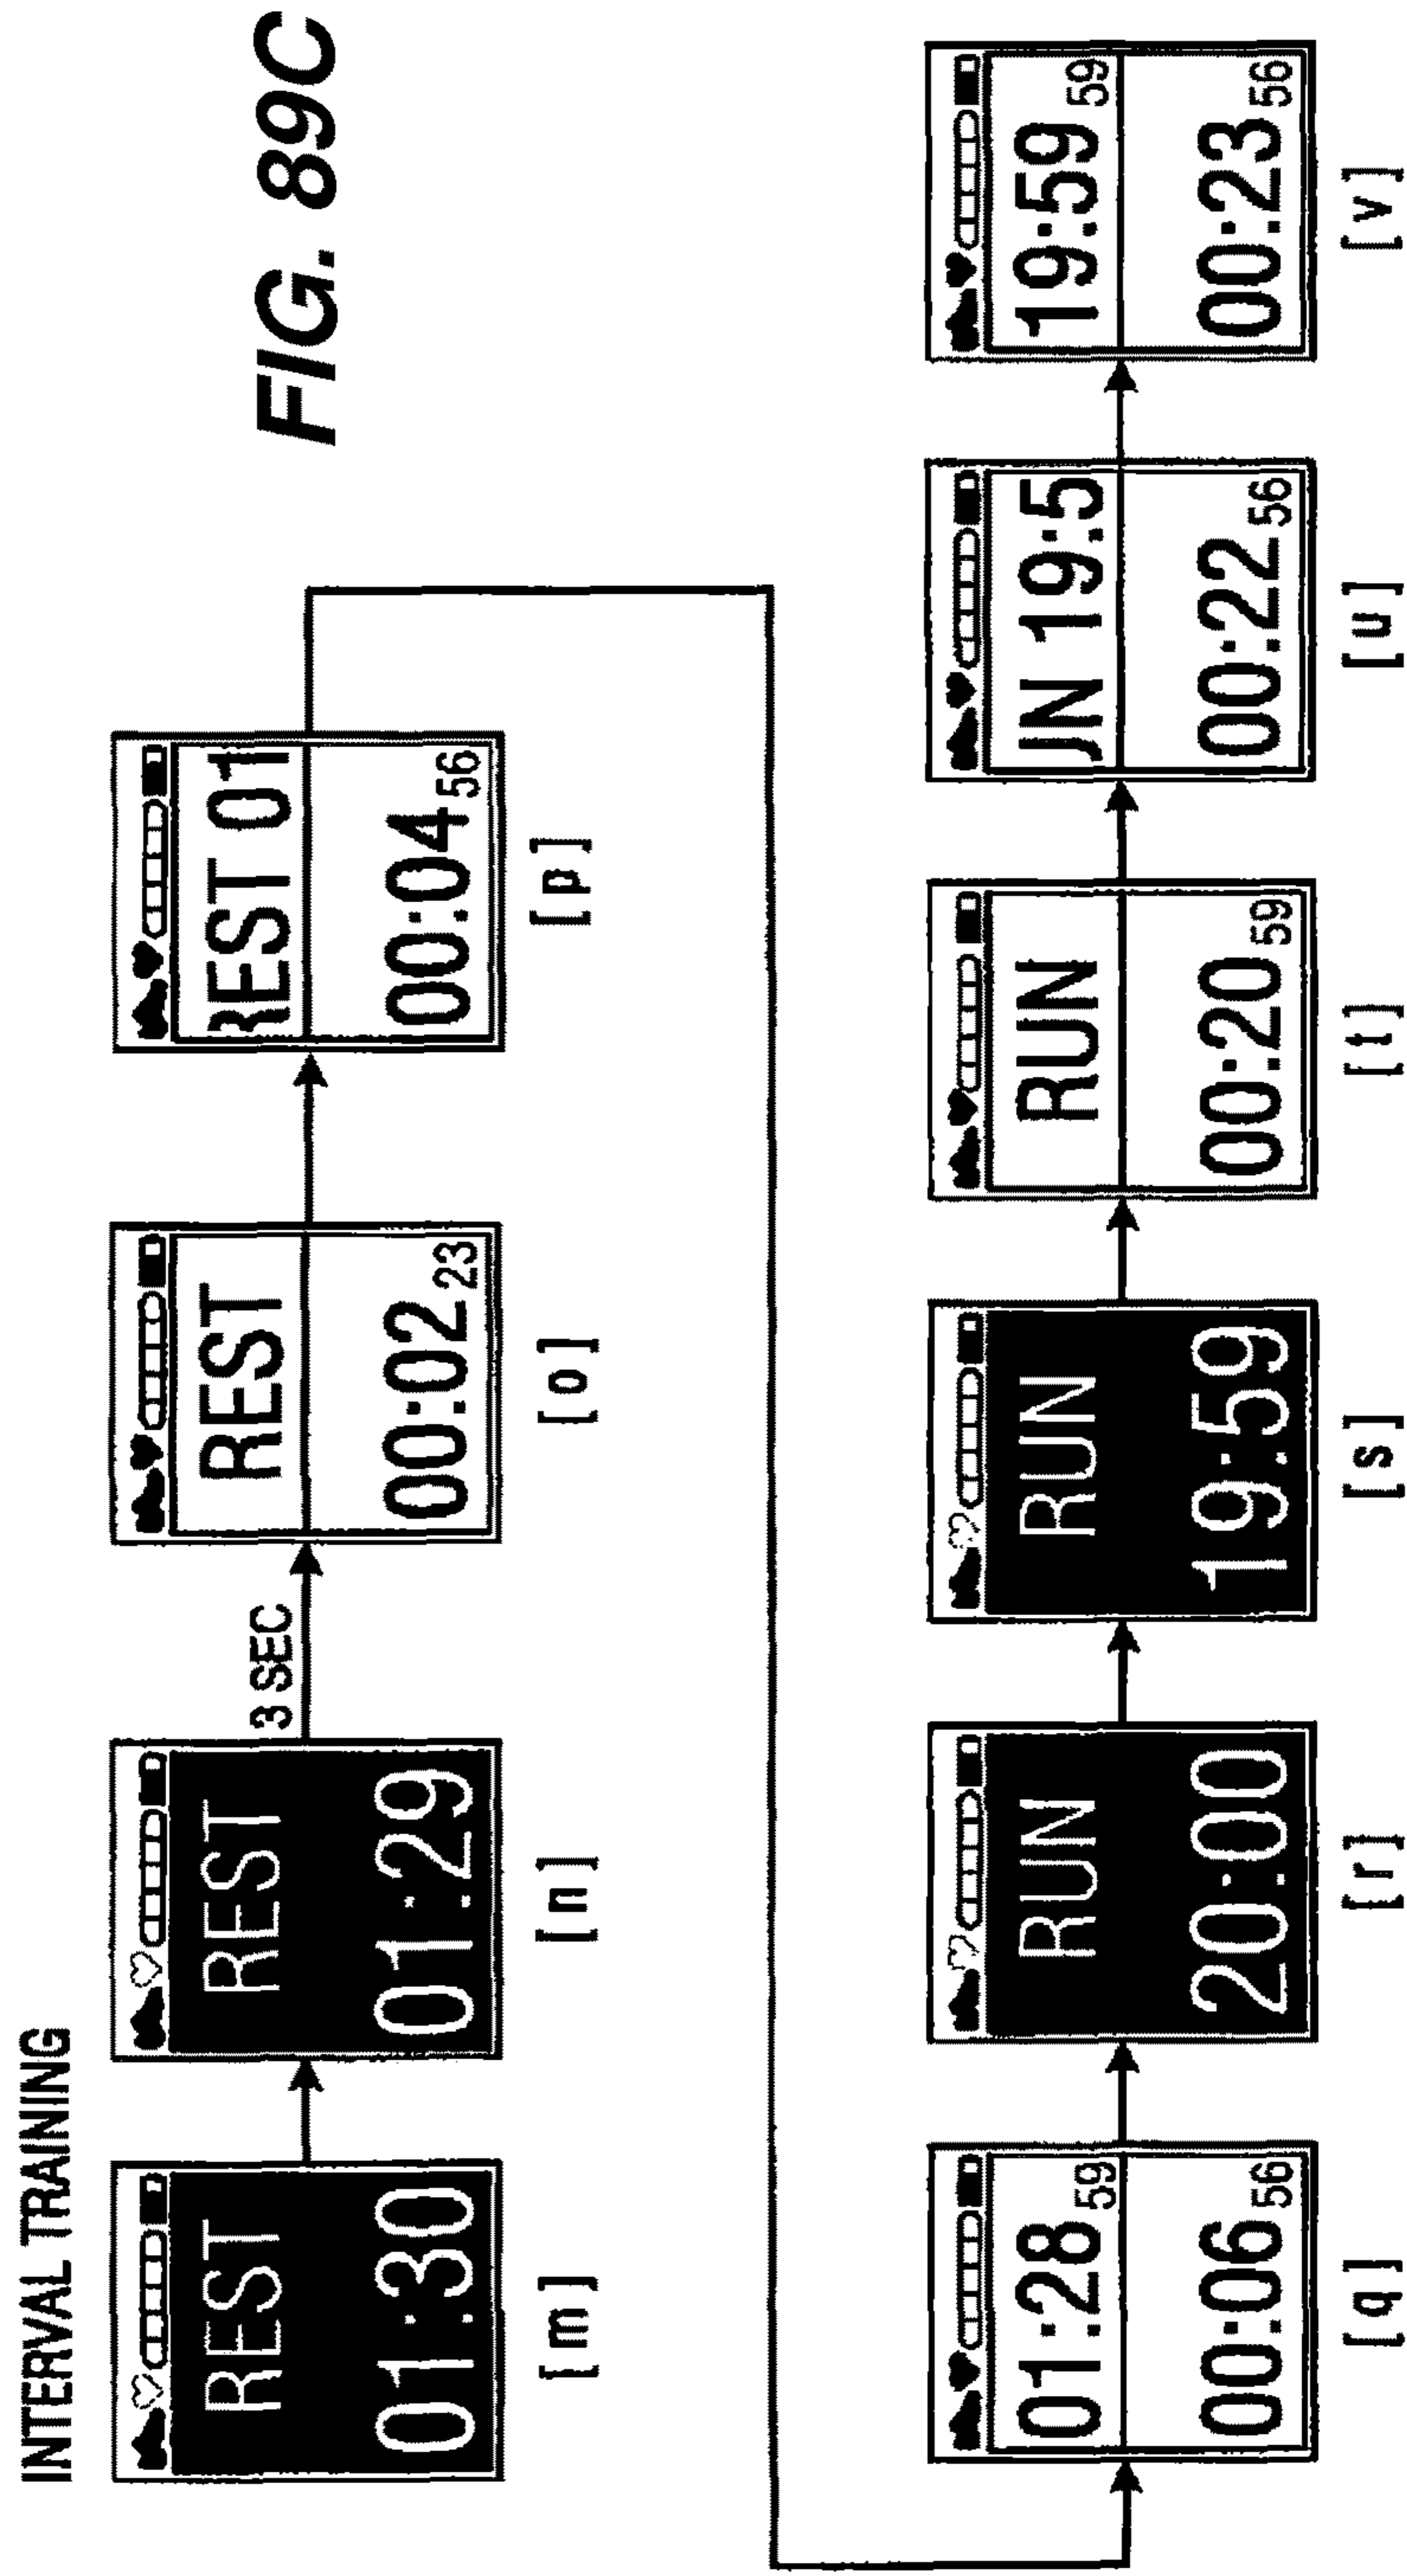 INTERVAL TRAINING
FIG. 89C
REST
01:30
[m]
REST
01:29
[n]
3 SEC
REST
00:02 23
[o]
REST 01
00:04 56
[p]
01:28 59
00:06 56
[q]
RUN
20:00
[r]
RUN
19:59
[s]
RUN
00:20 59
[t]
UN 19:5
00:22 56
[u]
19:59 59
00:23 56
[v]